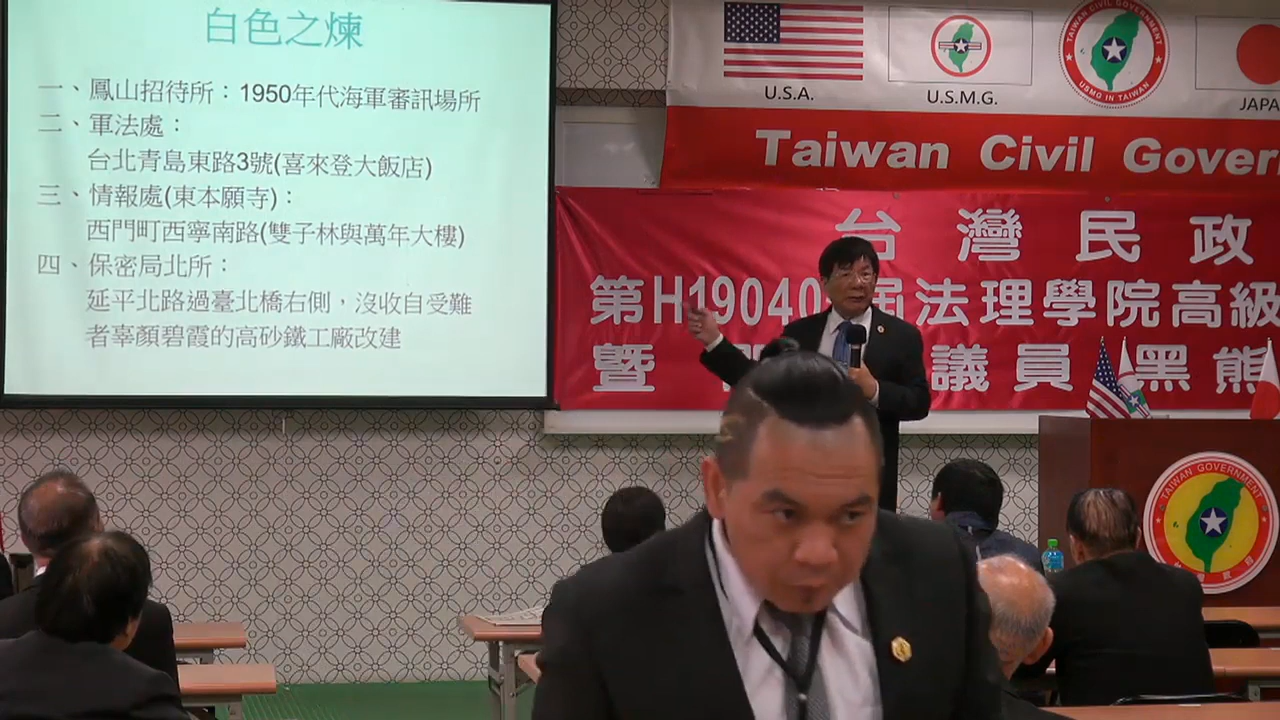 白色之煉
一、鳳山招待所：1950年代海軍審訊場所
二、軍法處：
台北青島東路3號(喜來登大飯店)
三、情報處(東本願寺)：
西門町西寧南路(雙子林與萬年大樓)
四、保密局北所：
延平北路過臺北橋右側，沒收自受難
者辜顏碧霞的高砂鐵工廠改建
U.S.A.
U.S.M.G.
TAIWAN CIVIL GOVERNMENT
USMG IN TAIWAN
JAPA
Taiwan Civil Gover
台灣民政
第H19040 屆法理學院高級
暨 議員 黑熊
TAIWAN GOVERNMENT